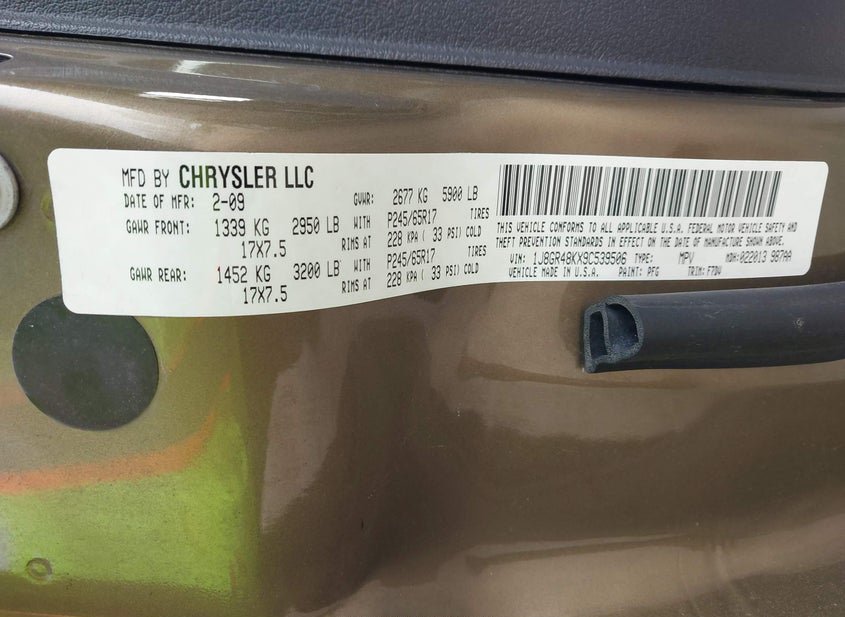 MFD BY CHRYSLER LLC
DATE OF MFR: 2-09 GVWR: 2677 KG 5900 LB
GAWR FRONT: 1339 KG 2950 LB WITH P245/65R17 TIRES
17X7.5 RIMS AT 228 KPA ( 33 PSI) COLD
GAWR REAR: 1452 KG 3200 LB WITH P245/65R17 TIRES
17X7.5 RIMS AT 228 KPA ( 33 PSI) COLD
THIS VEHICLE CONFORMS TO ALL APPLICABLE U.S.A. FEDERAL MOTOR VEHICLE SAFETY AND
THEFT PREVENTION STANDARDS IN EFFECT ON THE DATE OF MANUFACTURE SHOWN ABOVE.
VIN: 1J8GR48KX9C539506 TYPE: MPV MDH:022013 987AA
VEHICLE MADE IN U.S.A. PAINT: PFG TRIM: F7DV